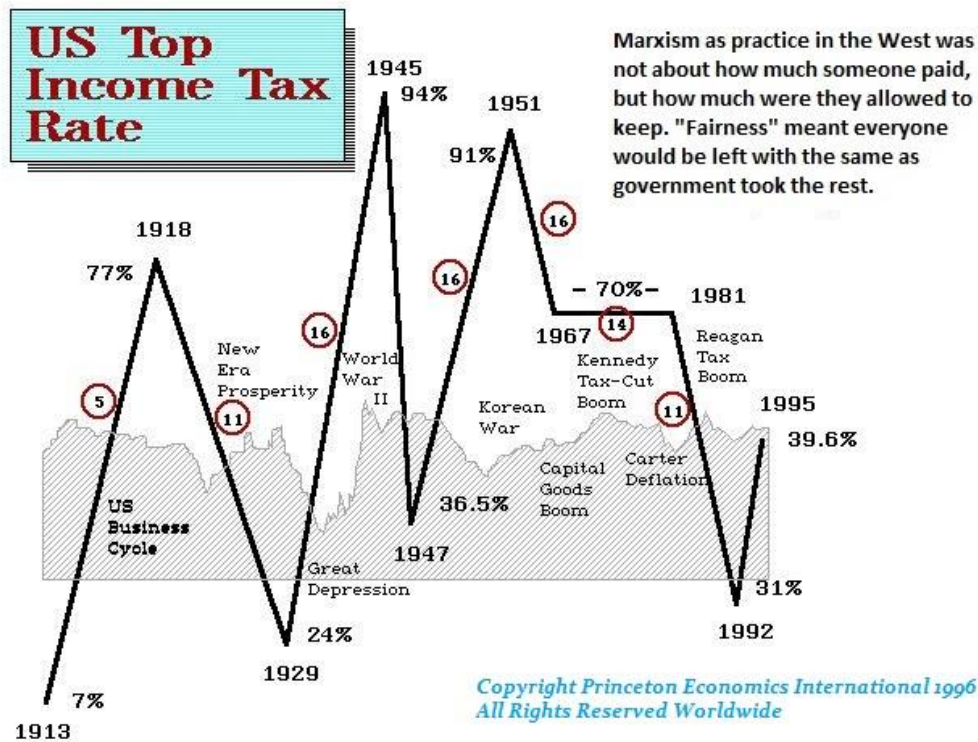 US Top
Income Tax
Rate
Marxism as practice in the West was
not about how much someone paid,
but how much were they allowed to
keep. "Fairness" meant everyone
would be left with the same as
government took the rest.
1945
94%
1951
91%
1918
77%
16
16
16
- 70% -
1981
1967
14
New
Era
Prosperity
World
War
II
Kennedy
Tax-Cut
Boom
Reagan
Tax
Boom
5
11
11
Korean
War
1995
39.6%
Capital
Goods
Boom
Carter
Deflation
US
Business
Cycle
36.5%
1947
Great
Depression
31%
1992
24%
1929
7%
1913
Copyright Princeton Economics International 1996
All Rights Reserved Worldwide